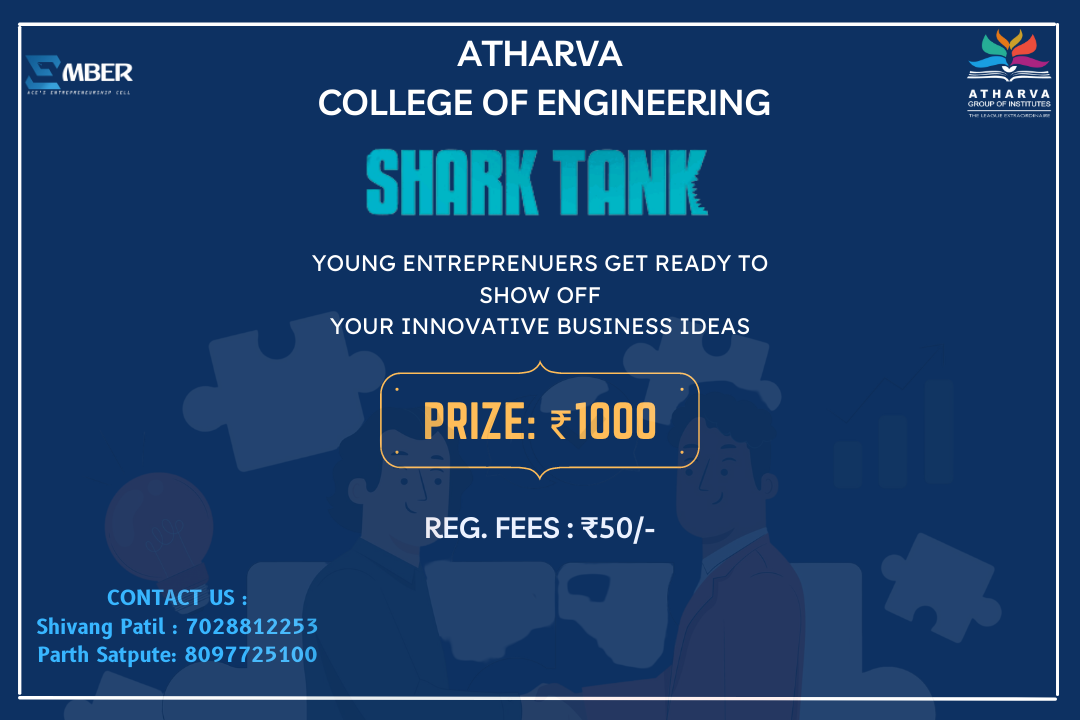 EMBER
ACE'S ENTREPRENEURSHIP CELL
ATHARVA
COLLEGE OF ENGINEERING
ATHARVA
GROUP OF INSTITUTES
THE LEAGUE EXTRAORDINAIRE
SHARK TANK
YOUNG ENTREPRENUERS GET READY TO
SHOW OFF
YOUR INNOVATIVE BUSINESS IDEAS
PRIZE: ₹1000
REG. FEES : ₹50/-
CONTACT US :
Shivang Patil : 7028812253
Parth Satpute: 8097725100